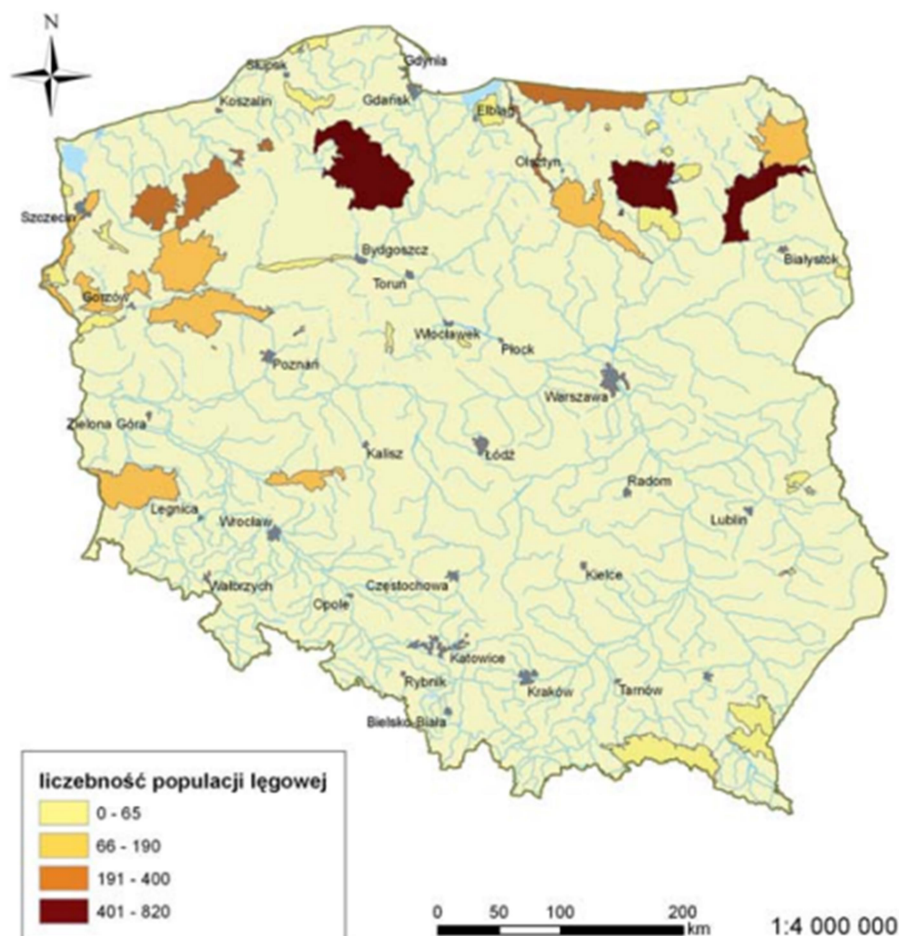 N
Słupsk
Gdynia
Koszalin
Gdańsk
Elbląg
Olsztyn
Szczecin
Bydgoszcz
Białystok
Toruń
Gorzów
Włocławek
Płock
Poznań
Warszawa
Zielona Góra
Kalisz
Łódź
Radom
Legnica
Wrocław
Lublin
Kielce
Wałbrzych
Częstochowa
Opole
Katowice
Rybnik
Kraków
Tarnów
Bielsko-Biała
liczebność populacji lęgowej
0 - 65
66 - 190
191 - 400
401 - 820
0 50 100 200
km
1:4 000 000